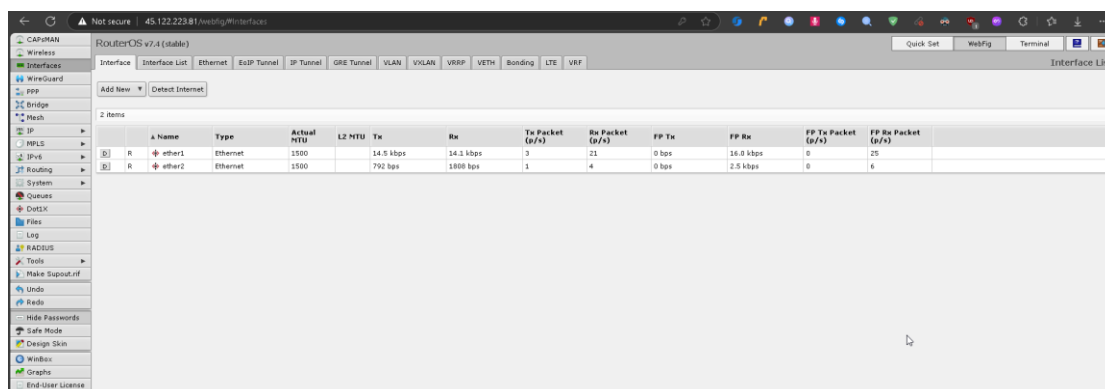 Not secure 45.122.223.81/webfig/#Interfaces
CAPsMAN
Wireless
Interfaces
WireGuard
PPP
Bridge
Mesh
IP
MPLS
IPv6
Routing
System
Queues
Dot1X
Files
Log
RADIUS
Tools
Make Supout.rif
Undo
Redo
Hide Passwords
Safe Mode
Design Skin
WinBox
Graphs
End-User License
RouterOS v7.4 (stable)
Quick Set WebFig Terminal
Interface Interface List Ethernet EoIP Tunnel IP Tunnel GRE Tunnel VLAN VXLAN VRRP VETH Bonding LTE VRF
Interface Li
Add New Detect Internet
2 items
Name Type Actual MTU L2 MTU Tx Rx Tx Packet (p/s) Rx Packet (p/s) FP Tx FP Rx FP Tx Packet (p/s) FP Rx Packet (p/s)
D R ether1 Ethernet 1500 14.5 kbps 14.1 kbps 3 21 0 bps 16.0 kbps 0 25
D R ether2 Ethernet 1500 792 bps 1808 bps 1 4 0 bps 2.5 kbps 0 6